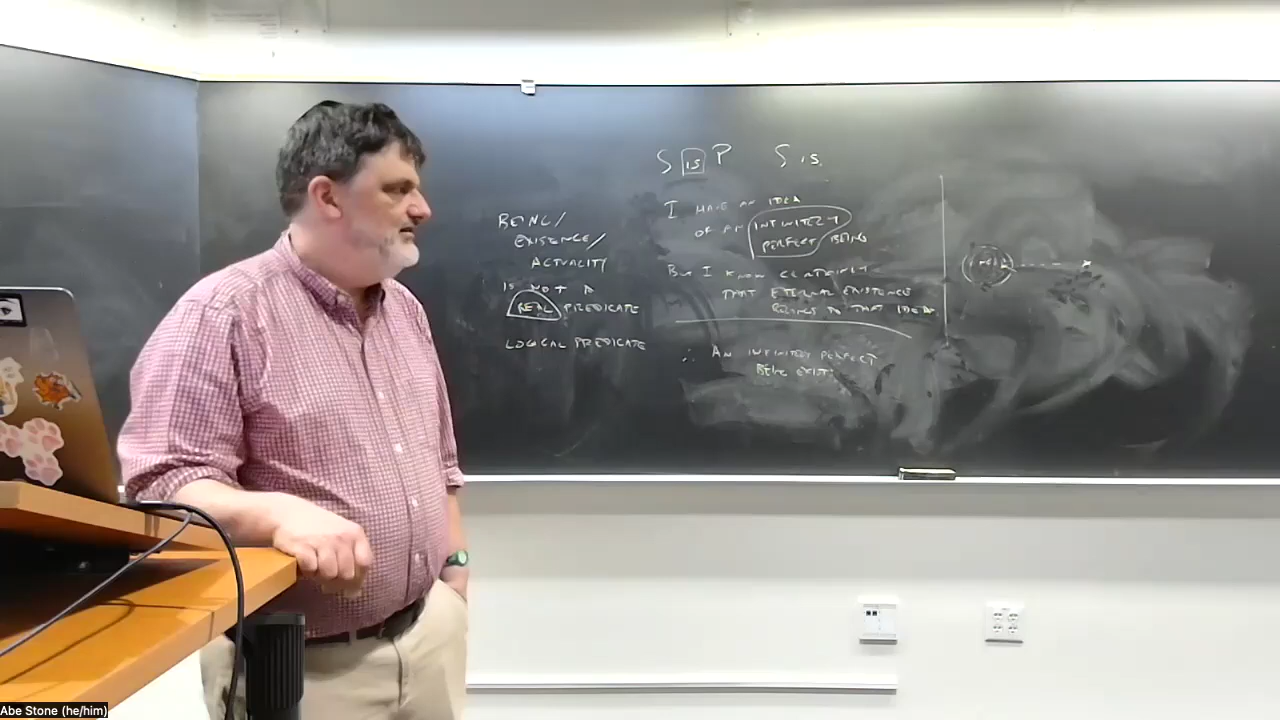 S is P
S is.
BEING/
EXISTENCE/
ACTUALITY
IS NOT A
REAL PREDICATE
LOGICAL PREDICATE
I HAVE AN IDEA
OF AN INFINITELY
PERFECT BEING
BUT I KNOW CERTAINLY
THAT ETERNAL EXISTENCE
BELONGS TO THAT IDEA
∴ AN INFINITELY PERFECT
BEING EXISTS
Abe Stone (he/him)